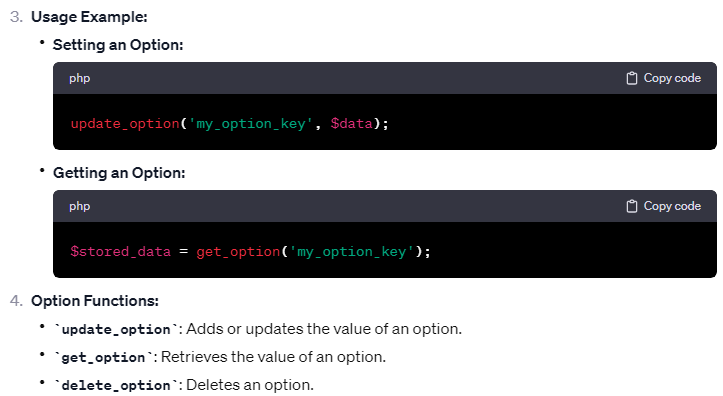 3. Usage Example:
• Setting an Option:
php Copy code
update_option('my_option_key', $data);
• Getting an Option:
php Copy code
$stored_data = get_option('my_option_key');
4. Option Functions:
• `update_option`: Adds or updates the value of an option.
• `get_option`: Retrieves the value of an option.
• `delete_option`: Deletes an option.